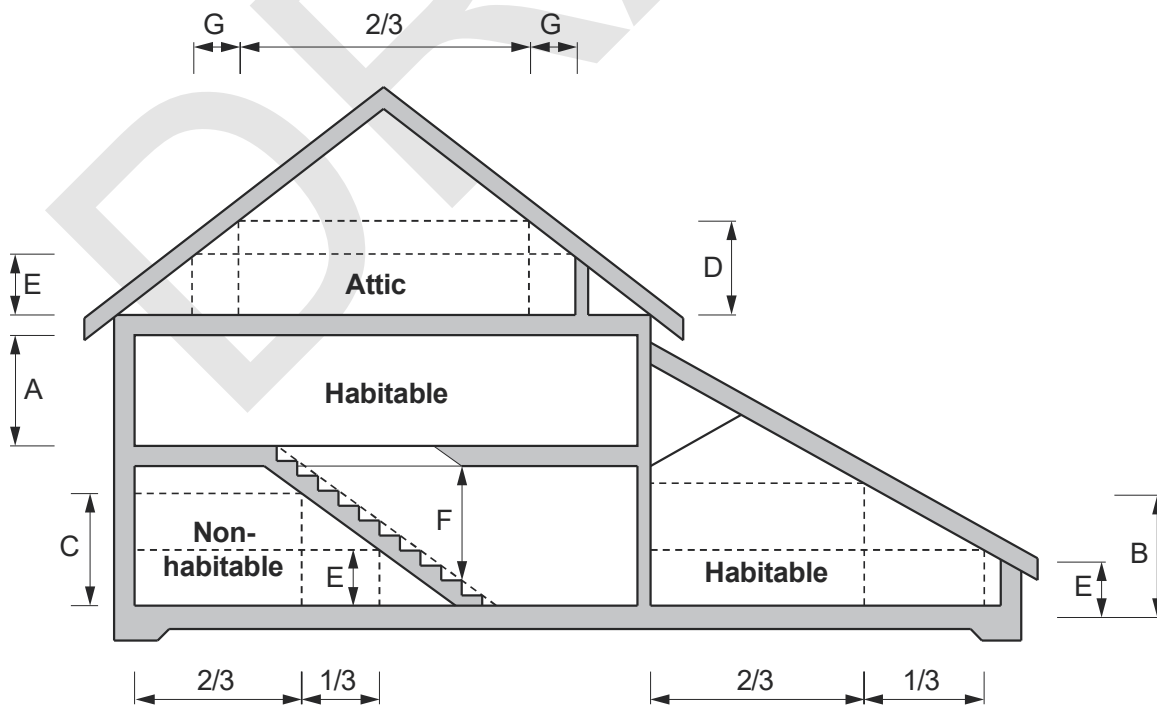 G 2/3 G
D
E
Attic
A
Habitable
F
C
Non-
habitable
E
Habitable
B
E
2/3 1/3 2/3 1/3